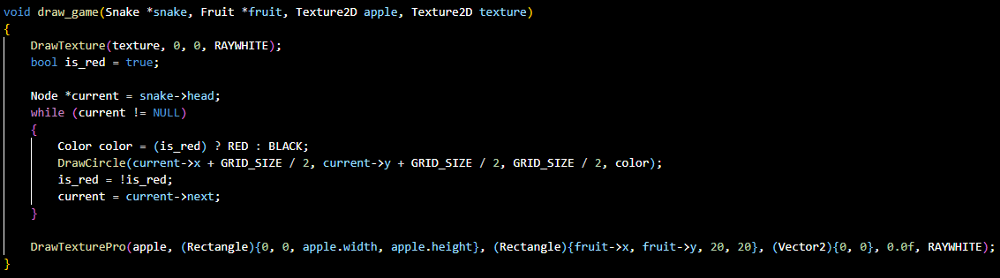 void draw_game(Snake *snake, Fruit *fruit, Texture2D apple, Texture2D texture)
{
    DrawTexture(texture, 0, 0, RAYWHITE);
    bool is_red = true;

    Node *current = snake->head;
    while (current != NULL)
    {
        Color color = (is_red) ? RED : BLACK;
        DrawCircle(current->x + GRID_SIZE / 2, current->y + GRID_SIZE / 2, GRID_SIZE / 2, color);
        is_red = !is_red;
        current = current->next;
    }

    DrawTexturePro(apple, (Rectangle){0, 0, apple.width, apple.height}, (Rectangle){fruit->x, fruit->y, 20, 20}, (Vector2){0, 0}, 0.0f, RAYWHITE);
}